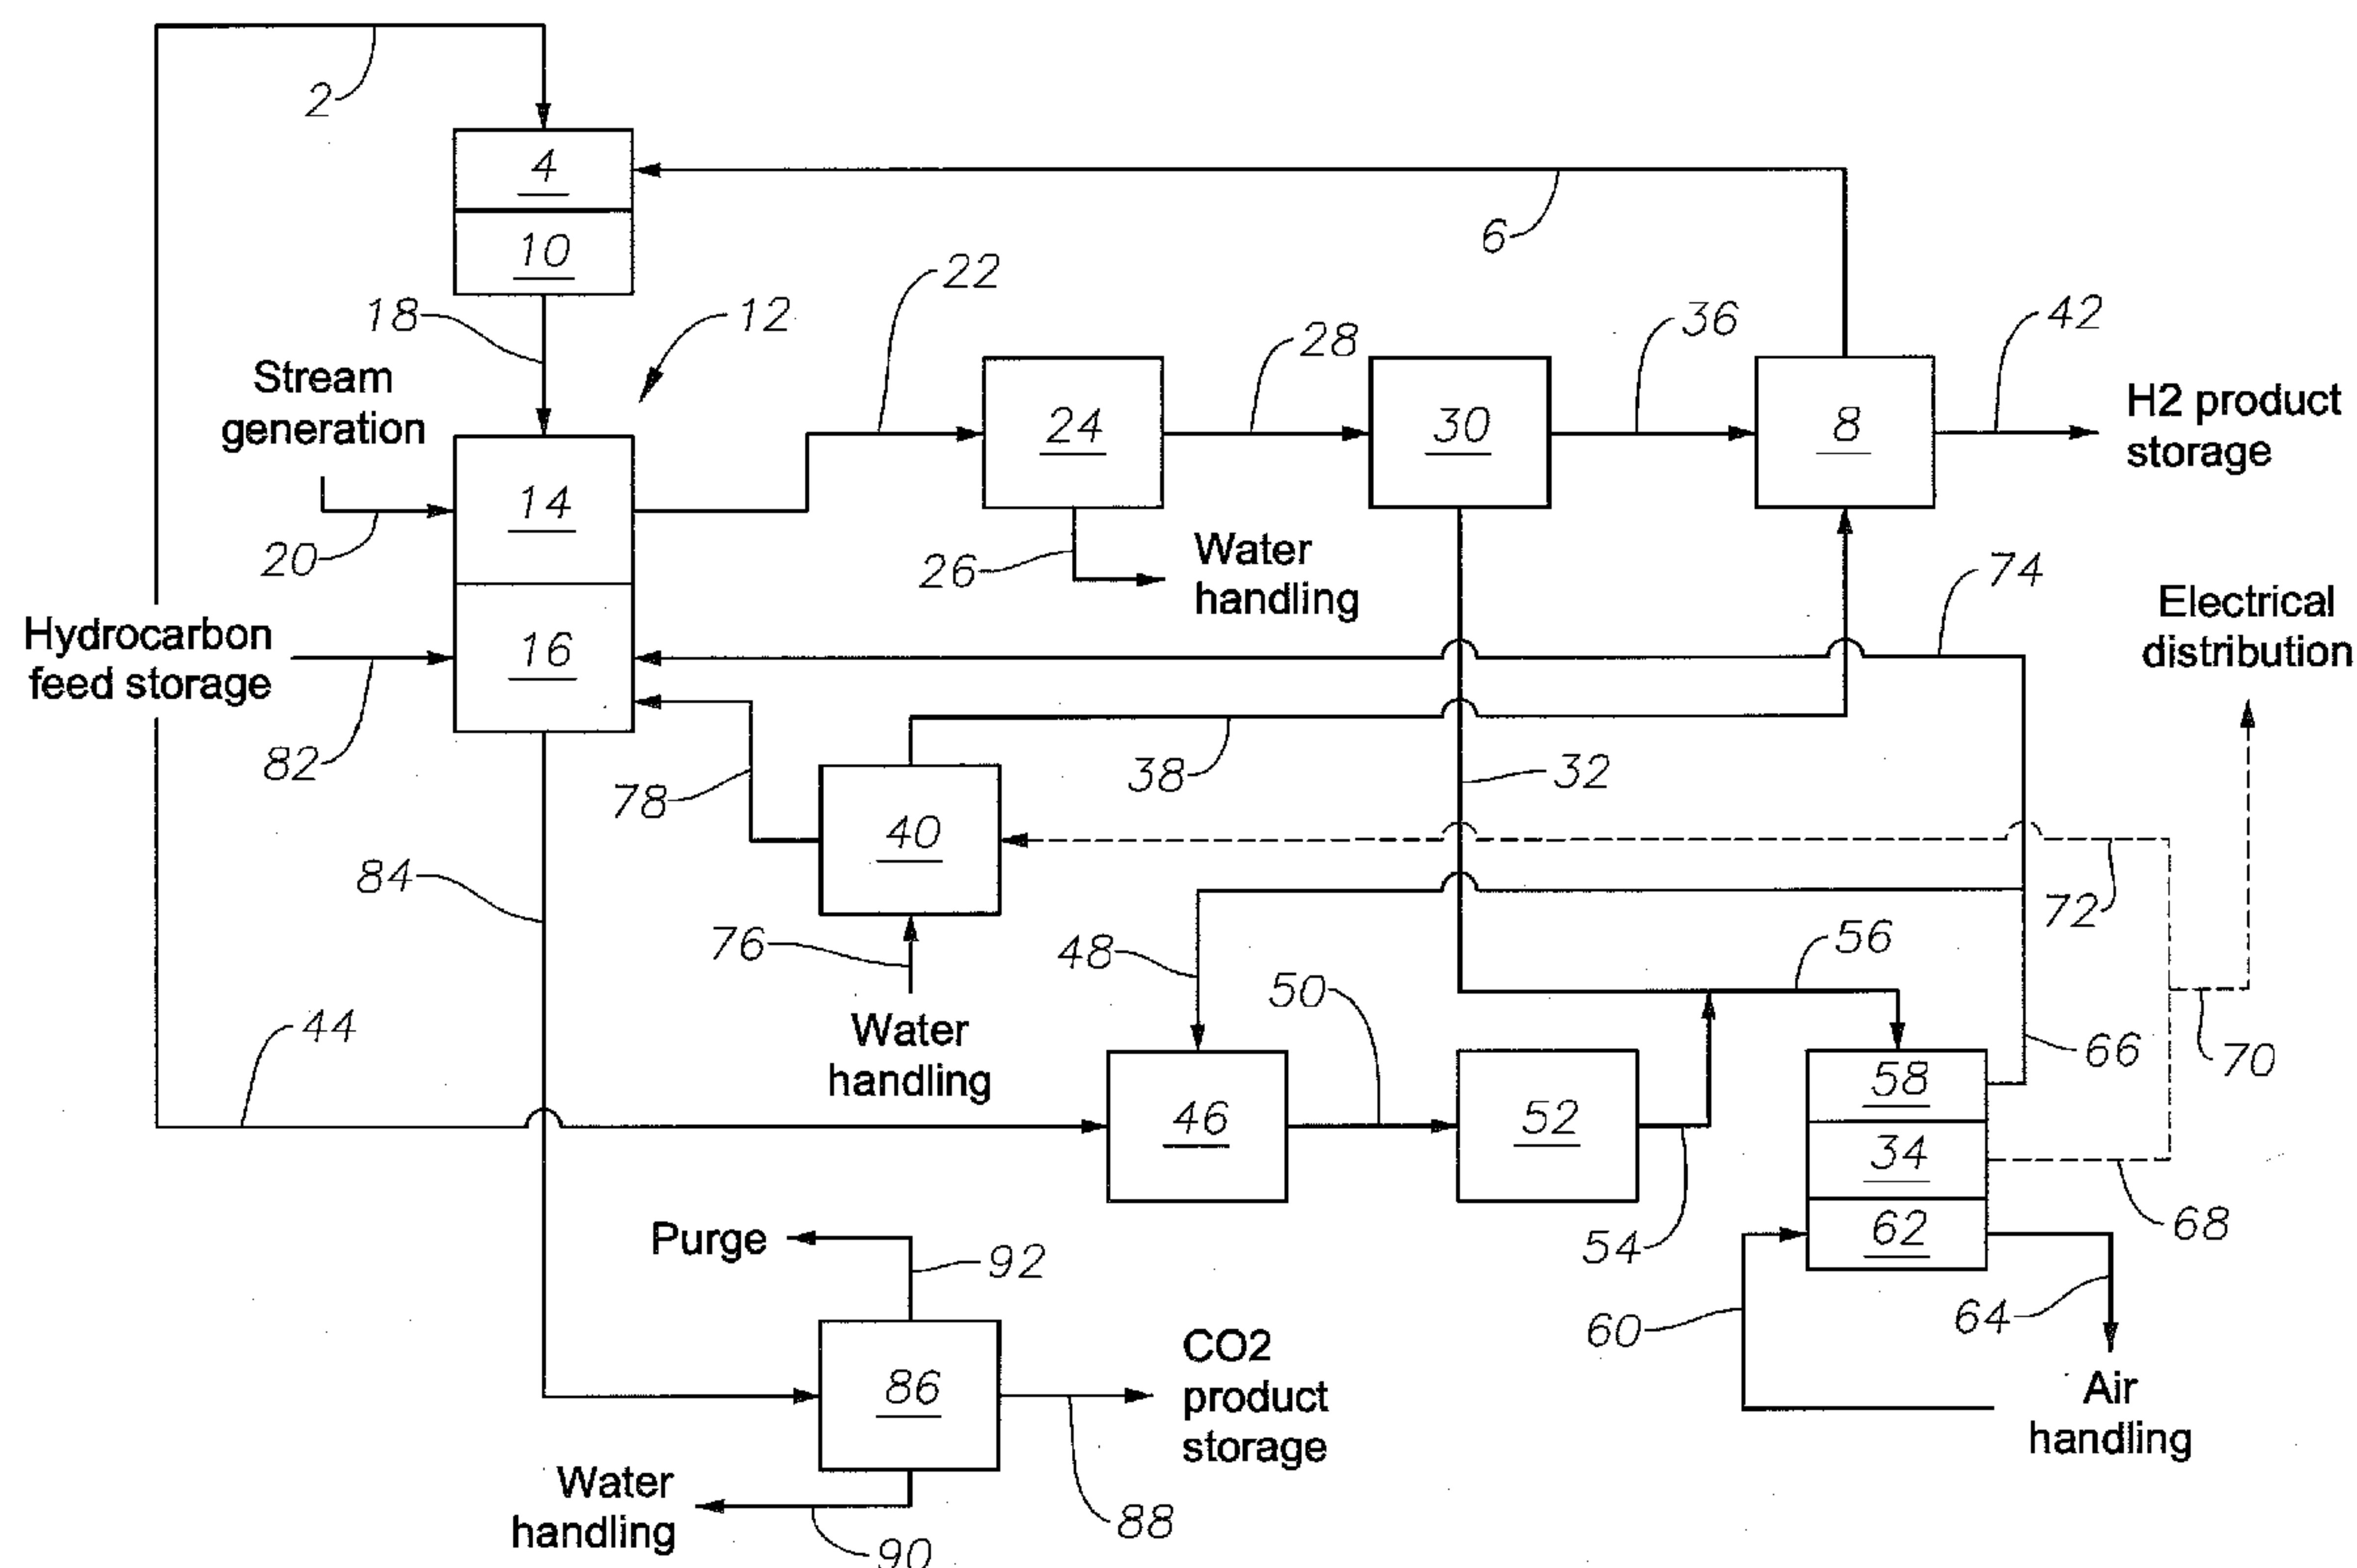 2
4
10
6
18
12
22
28
36
42
Stream
generation
24
30
8
H2 product
storage
14
20
26
Water
handling
74
Electrical
distribution
Hydrocarbon
feed storage
16
82
78
38
32
40
84
72
76
48
56
50
Water
handling
44
66
70
58
46
52
34
62
68
54
Purge
92
60
64
CO2
product
storage
86
Air
handling
Water
handling
88
90